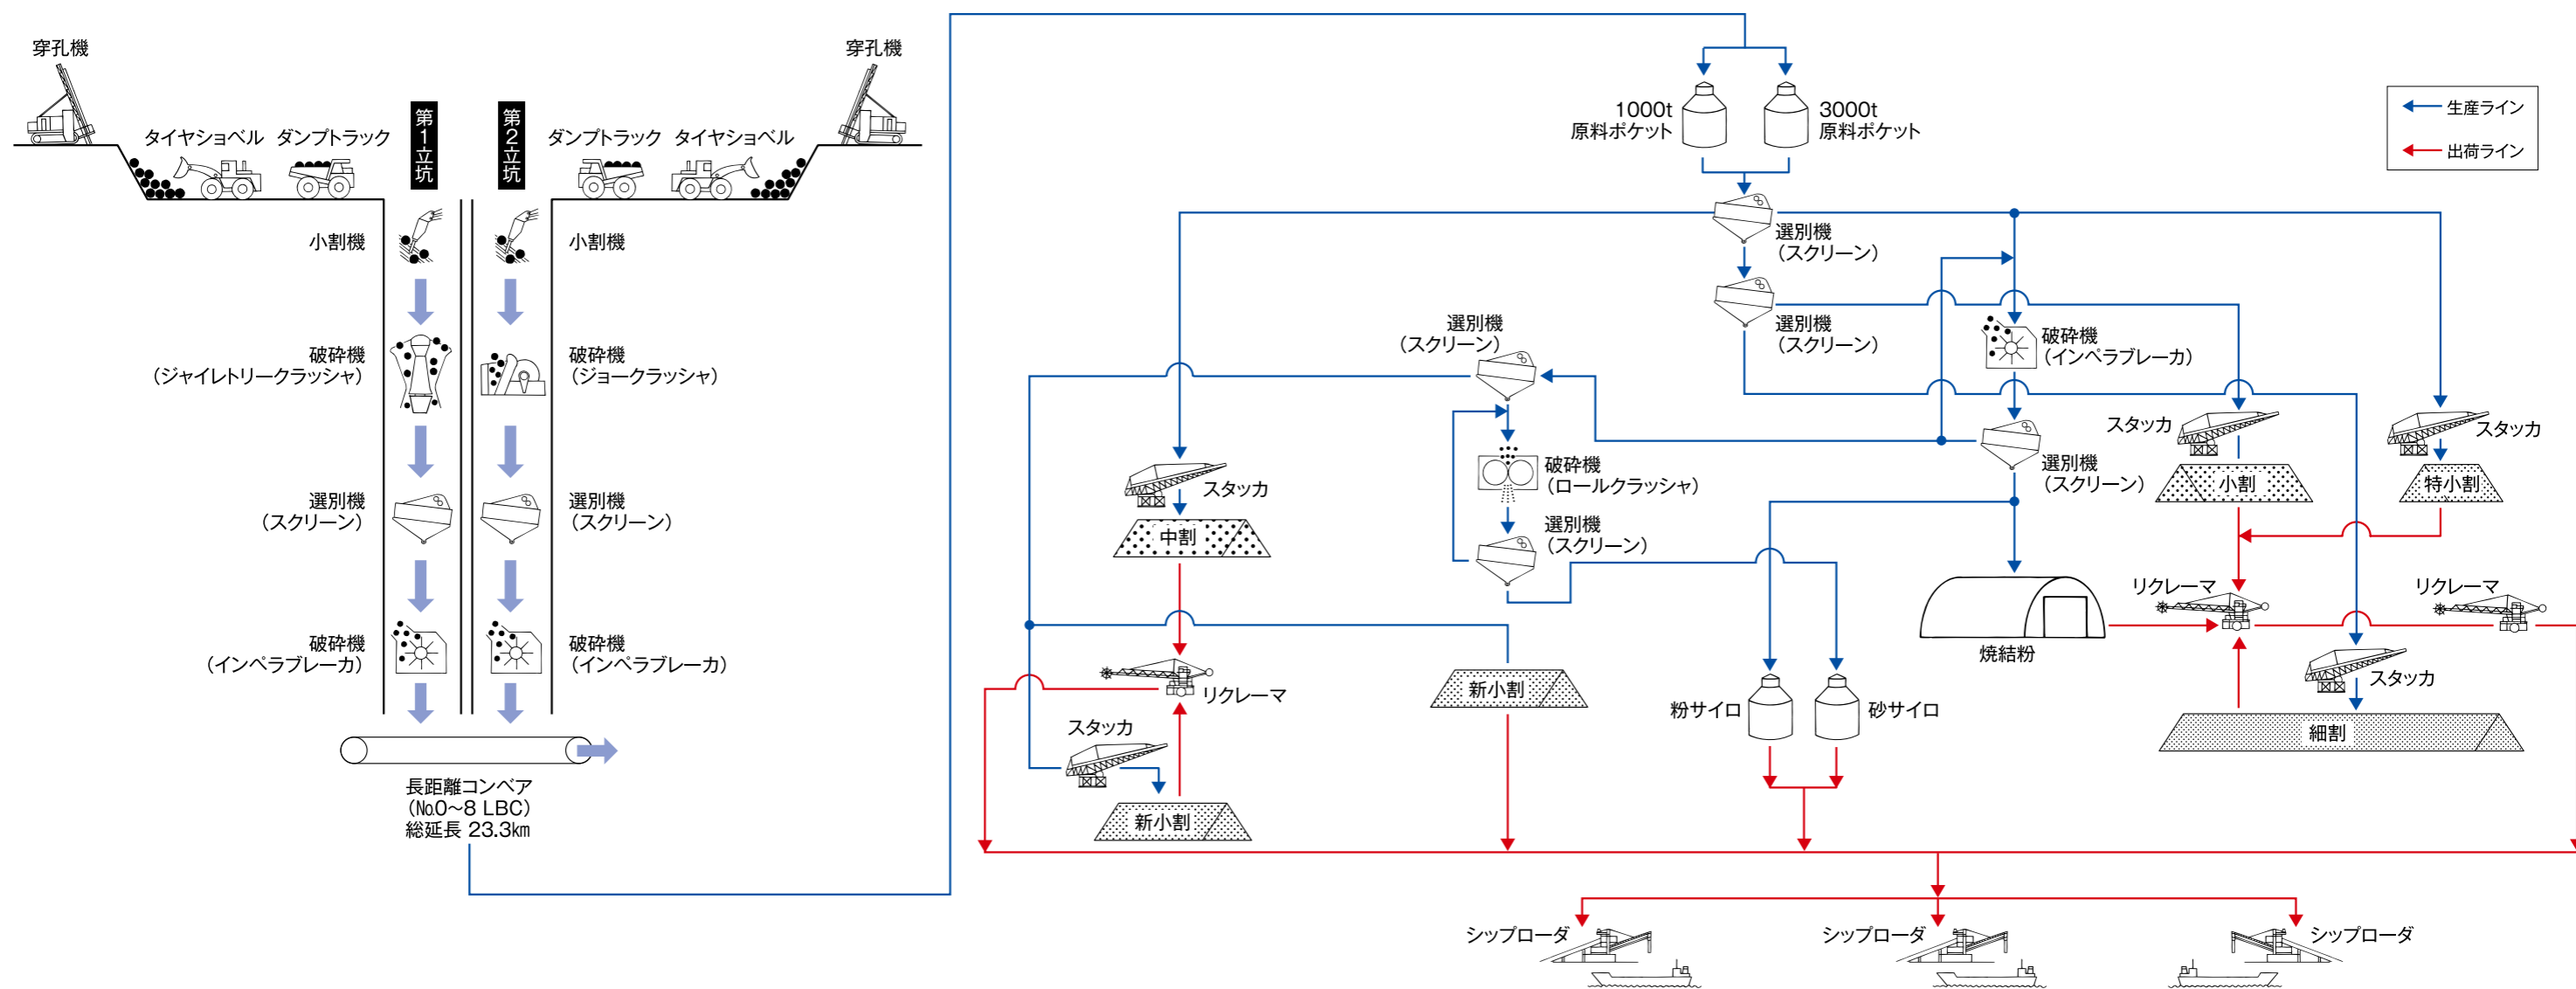 穿孔機
穿孔機
タイヤショベル
ダンプトラック
第1立坑
第2立坑
ダンプトラック
タイヤショベル
小割機
小割機
破砕機
(ジャイレトリークラッシャ)
破砕機
(ジョークラッシャ)
選別機
(スクリーン)
選別機
(スクリーン)
破砕機
(インペラブレーカ)
破砕機
(インペラブレーカ)
長距離コンベア
(№0~8 LBC)
総延長 23.3㎞
1000t
原料ポケット
3000t
原料ポケット
生産ライン
出荷ライン
選別機
(スクリーン)
選別機
(スクリーン)
選別機
(スクリーン)
破砕機
(インペラブレーカ)
スタッカ
スタッカ
スタッカ
破砕機
(ロールクラッシャ)
選別機
(スクリーン)
小割
特小割
中割
選別機
(スクリーン)
リクレーマ
リクレーマ
焼結粉
リクレーマ
新小割
スタッカ
粉サイロ
砂サイロ
スタッカ
細割
新小割
シップローダ
シップローダ
シップローダ